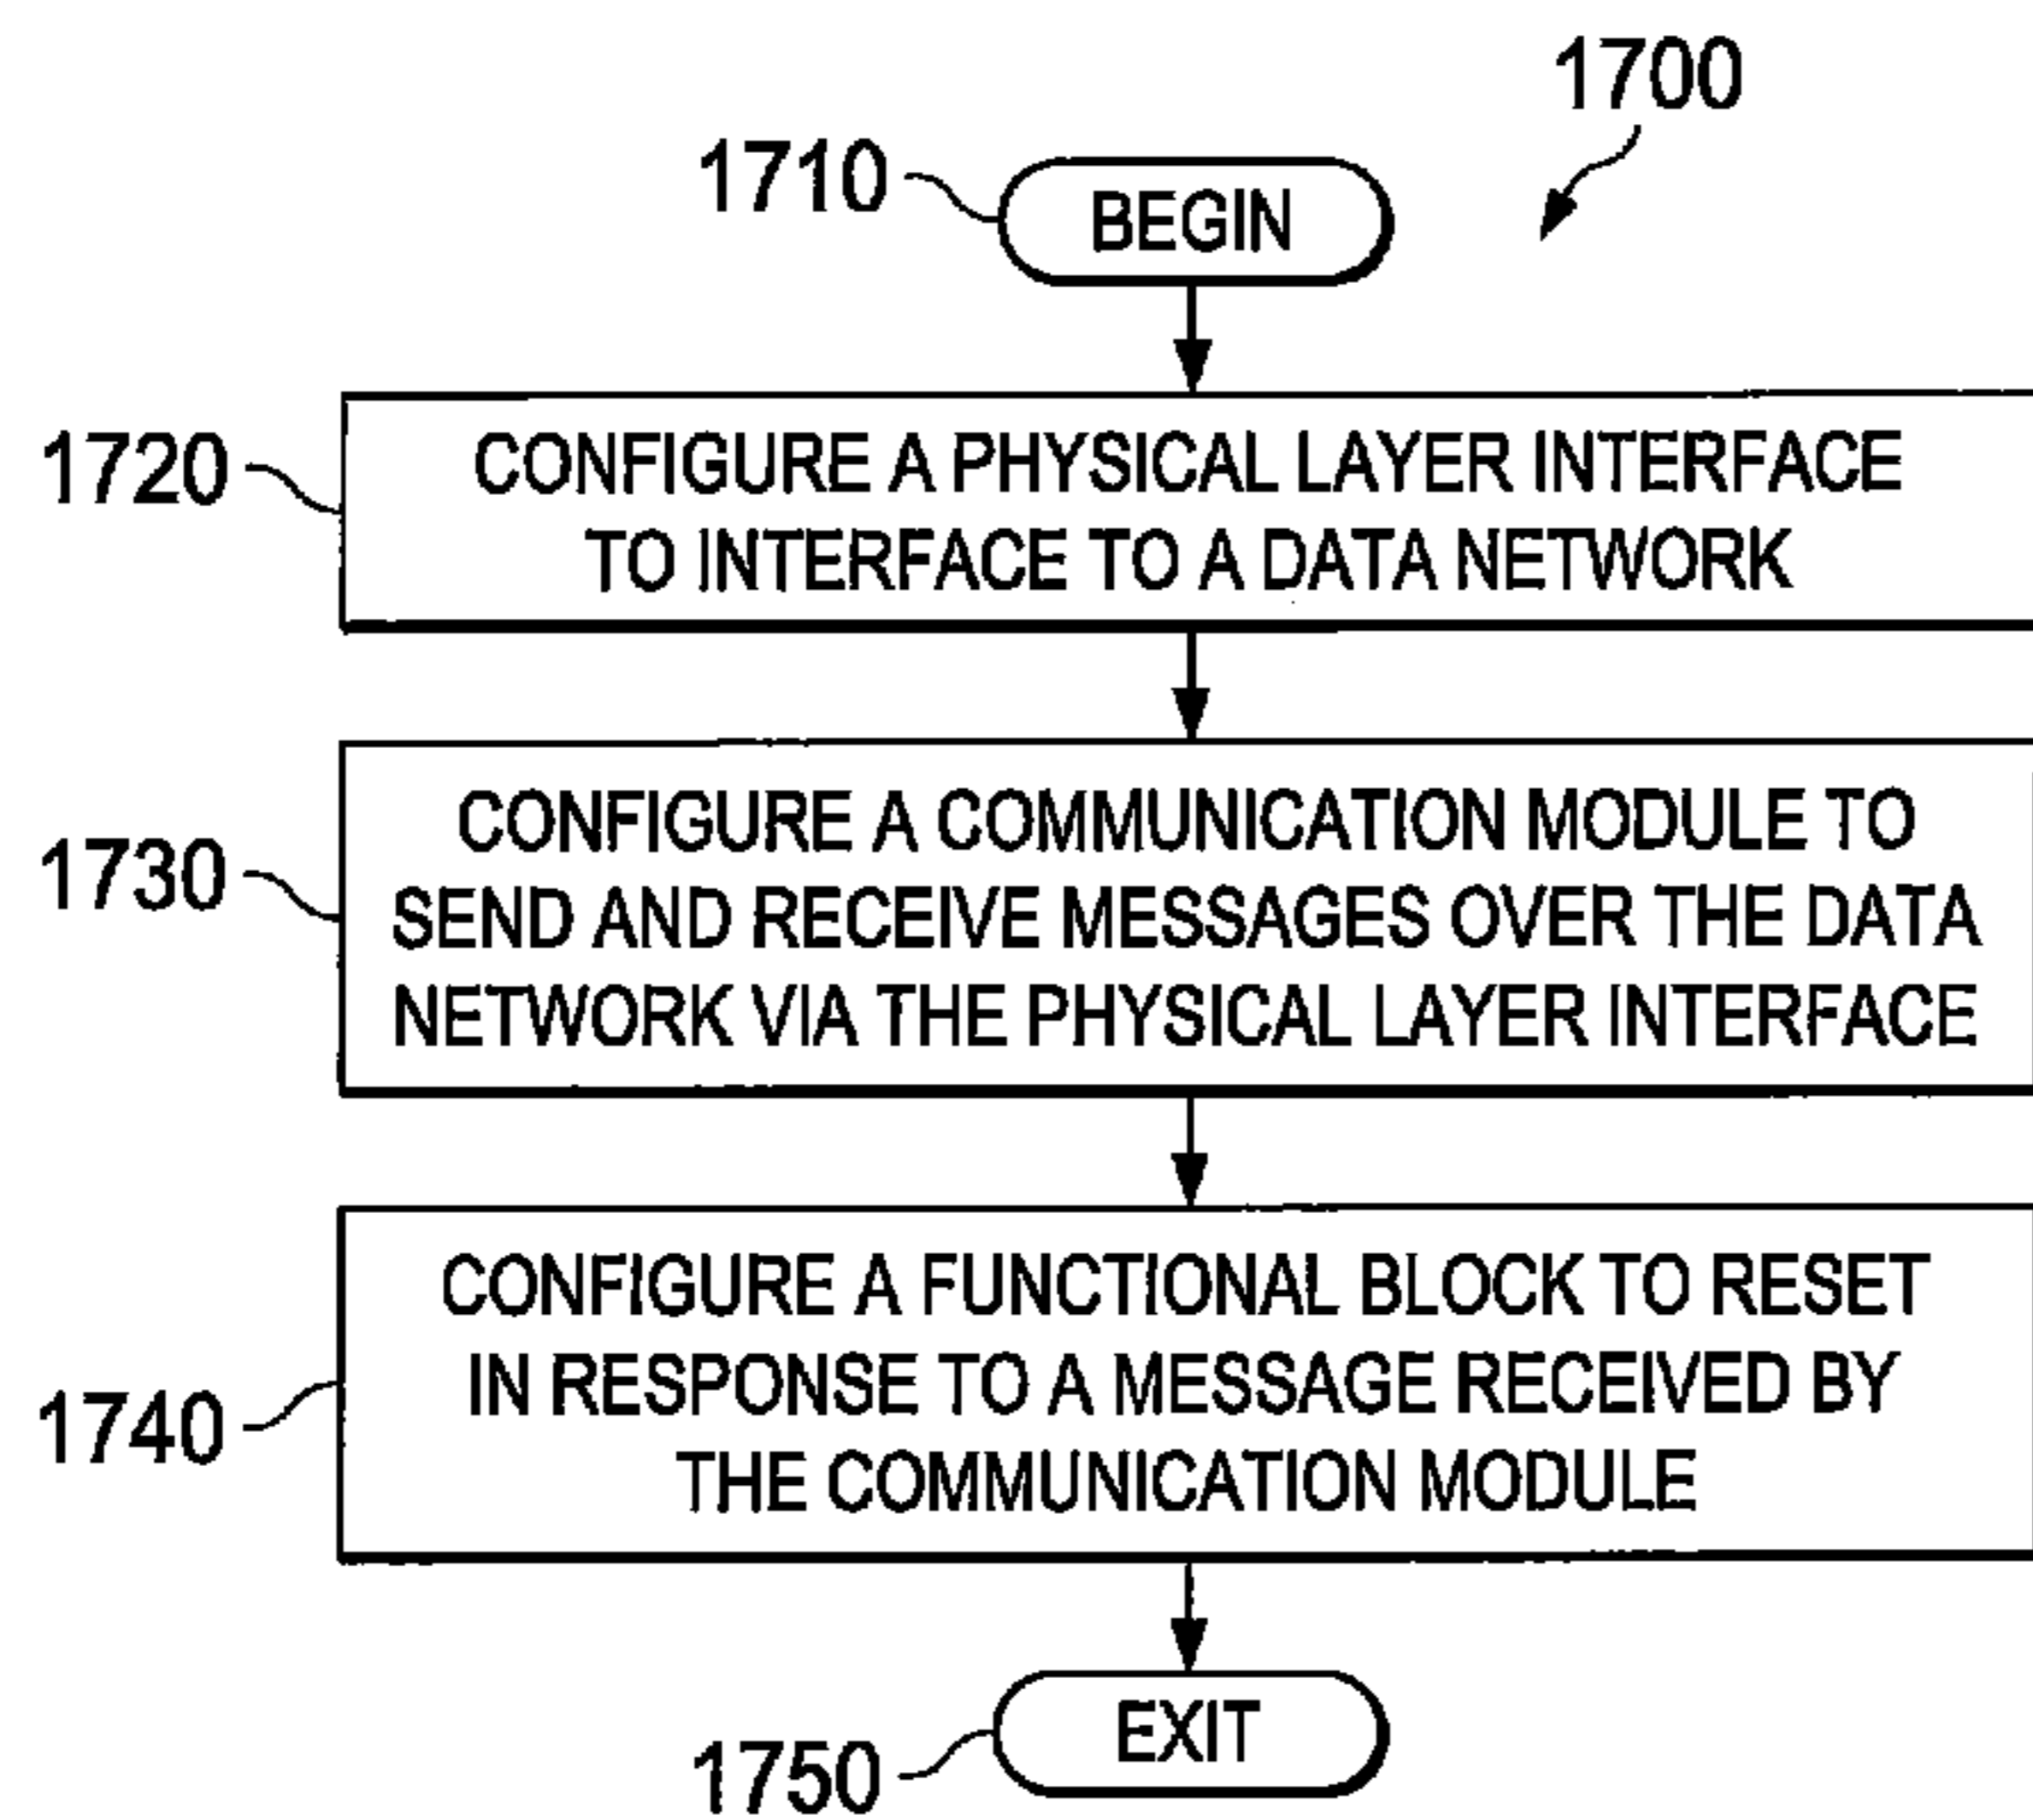 1700
1710
BEGIN
1720
CONFIGURE A PHYSICAL LAYER INTERFACE
TO INTERFACE TO A DATA NETWORK
1730
CONFIGURE A COMMUNICATION MODULE TO
SEND AND RECEIVE MESSAGES OVER THE DATA
NETWORK VIA THE PHYSICAL LAYER INTERFACE
1740
CONFIGURE A FUNCTIONAL BLOCK TO RESET
IN RESPONSE TO A MESSAGE RECEIVED BY
THE COMMUNICATION MODULE
1750
EXIT